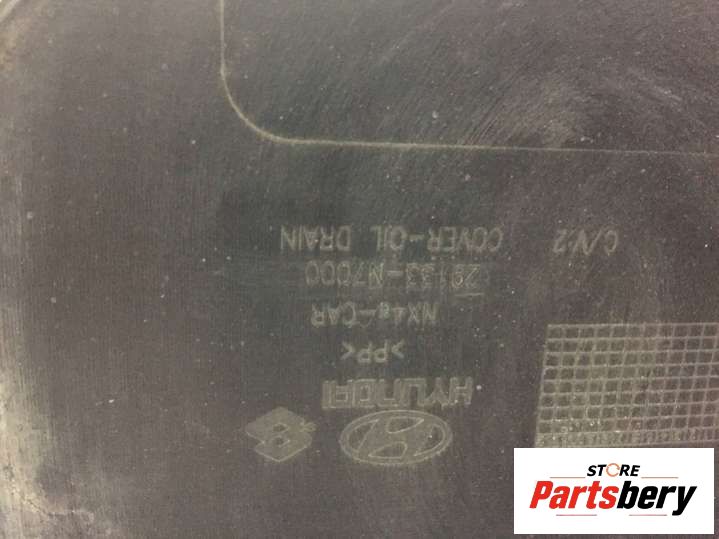 HYUNDAI
>PP<
NX4e-CAR
29133-N7000
COVER-OIL DRAIN
C/V:2
STORE
Partsbery